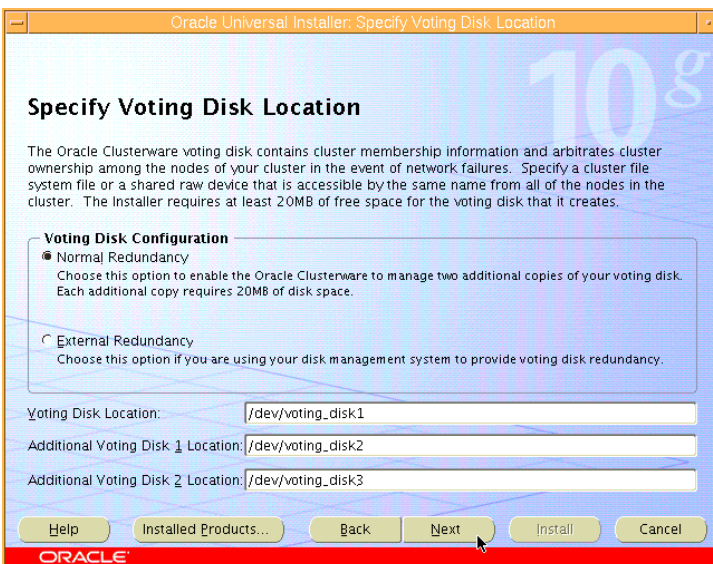 Oracle Universal Installer: Specify Voting Disk Location
10g
Specify Voting Disk Location
The Oracle Clusterware voting disk contains cluster membership information and arbitrates cluster
ownership among the nodes of your cluster in the event of network failures. Specify a cluster file
system file or a shared raw device that is accessible by the same name from all of the nodes in the
cluster. The Installer requires at least 20MB of free space for the voting disk that it creates.
Voting Disk Configuration
Normal Redundancy
Choose this option to enable the Oracle Clusterware to manage two additional copies of your voting disk.
Each additional copy requires 20MB of disk space.
External Redundancy
Choose this option if you are using your disk management system to provide voting disk redundancy.
Voting Disk Location: /dev/voting_disk1
Additional Voting Disk 1 Location: /dev/voting_disk2
Additional Voting Disk 2 Location: /dev/voting_disk3
Help Installed Products... Back Next Install Cancel
ORACLE